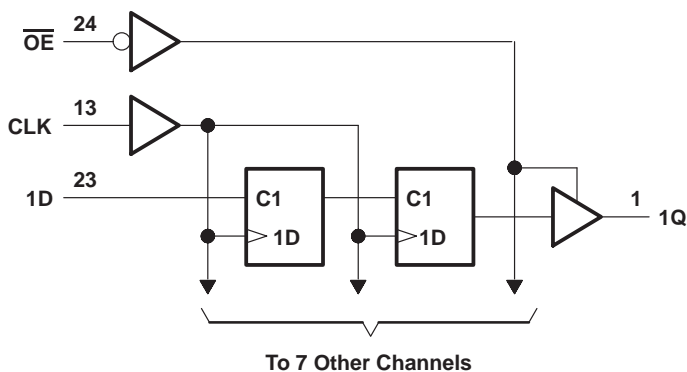 OE 24
CLK 13
1D 23
C1
1D
C1
1D
1
1Q
To 7 Other Channels